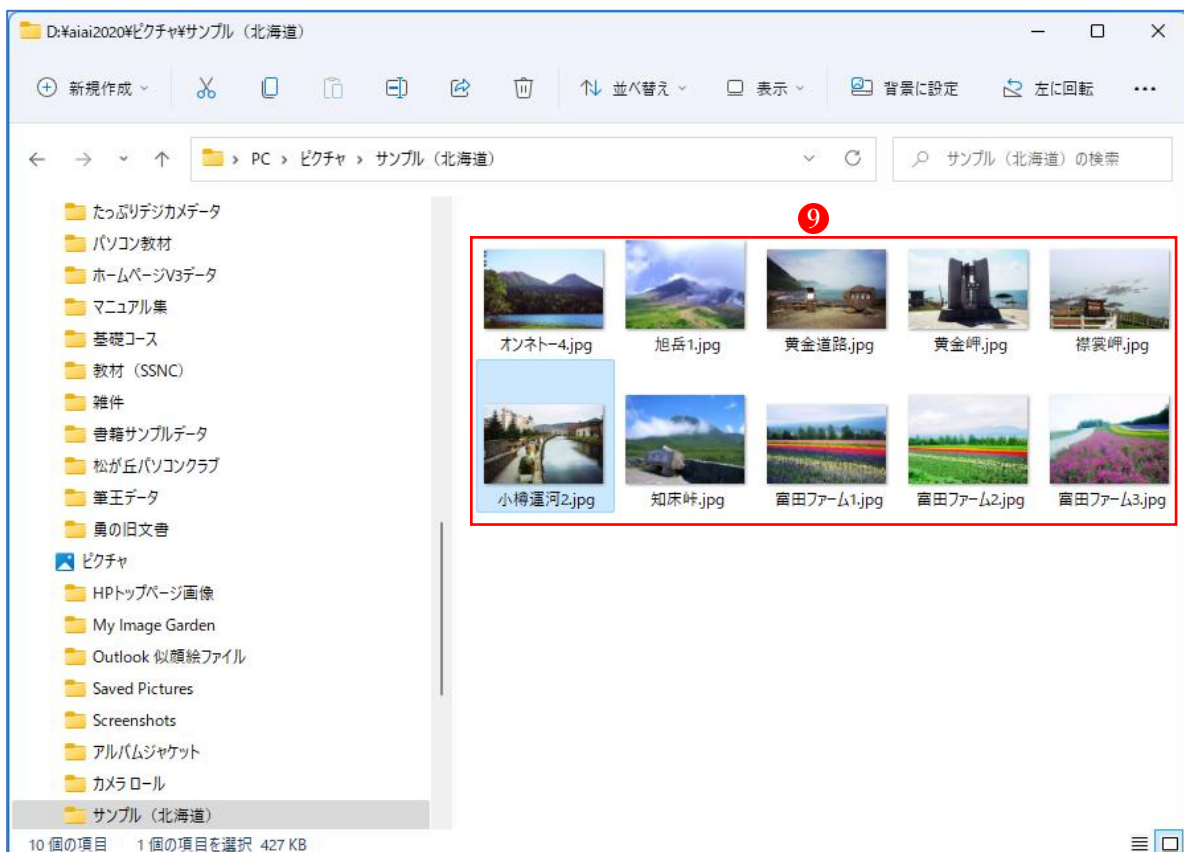 D:¥aiai2020¥ピクチャ¥サンプル（北海道）
新規作成 並べ替え 表示 背景に設定 左に回転
PC › ピクチャ › サンプル（北海道） サンプル（北海道）の検索
たっぷりデジカメデータ
パソコン教材
ホームページV3データ
マニュアル集
基礎コース
教材（SSNC）
雑件
書籍サンプルデータ
松が丘パソコンクラブ
筆王データ
勇の旧文書
ピクチャ
HPトップページ画像
My Image Garden
Outlook 似顔絵ファイル
Saved Pictures
Screenshots
アルバムジャケット
カメラ ロール
サンプル（北海道）
9
オンネトー4.jpg 旭岳1.jpg 黄金道路.jpg 黄金岬.jpg 襟裳岬.jpg
小樽運河2.jpg 知床峠.jpg 富田ファーム1.jpg 富田ファーム2.jpg 富田ファーム3.jpg
10 個の項目 1 個の項目を選択 427 KB